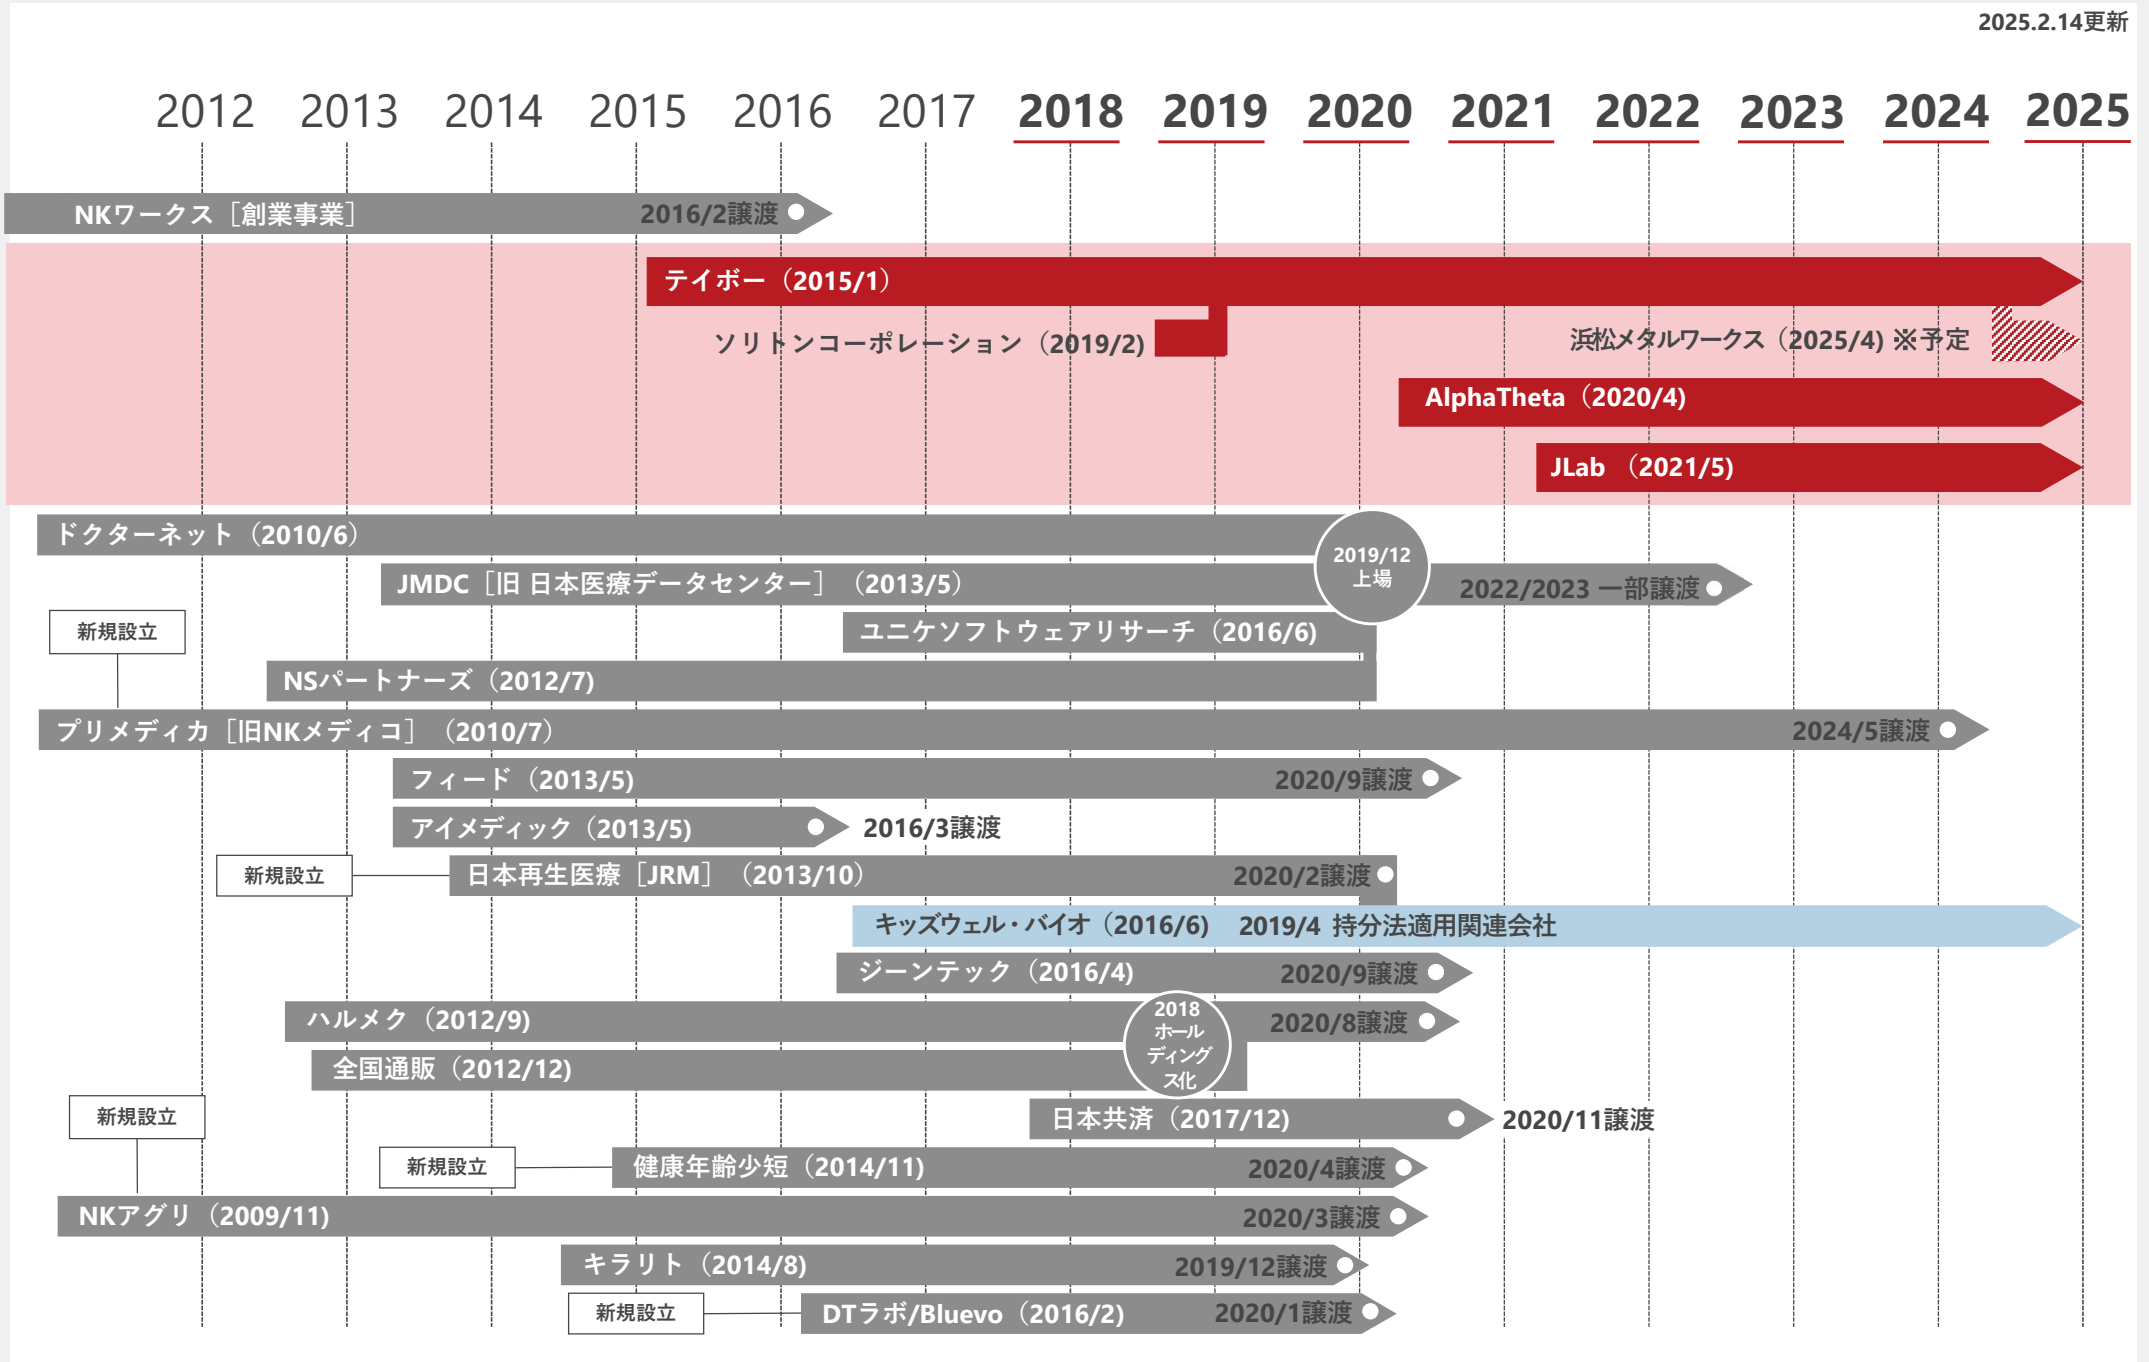 2025.2.14更新
2012 2013 2014 2015 2016 2017 2018 2019 2020 2021 2022 2023 2024 2025
NKワークス［創業事業］ 2016/2譲渡
テイボー（2015/1）
ソリトンコーポレーション（2019/2) 浜松メタルワークス（2025/4) ※予定
AlphaTheta（2020/4)
JLab （2021/5)
ドクターネット（2010/6）
2019/12
上場
JMDC［旧 日本医療データセンター］（2013/5） 2022/2023 一部譲渡
新規設立
ユニケソフトウェアリサーチ（2016/6)
NSパートナーズ（2012/7)
プリメディカ［旧NKメディコ］（2010/7） 2024/5譲渡
フィード（2013/5) 2020/9譲渡
アイメディック（2013/5) 2016/3譲渡
新規設立 日本再生医療［JRM］（2013/10） 2020/2譲渡
キッズウェル・バイオ（2016/6) 2019/4 持分法適用関連会社
ジーンテック（2016/4) 2020/9譲渡
ハルメク（2012/9) 2020/8譲渡
2018
ホール
ディング
ス化
全国通販（2012/12)
新規設立
日本共済（2017/12) 2020/11譲渡
新規設立 健康年齢少短（2014/11) 2020/4譲渡
NKアグリ（2009/11) 2020/3譲渡
キラリト（2014/8) 2019/12譲渡
新規設立 DTラボ/Bluevo（2016/2) 2020/1譲渡